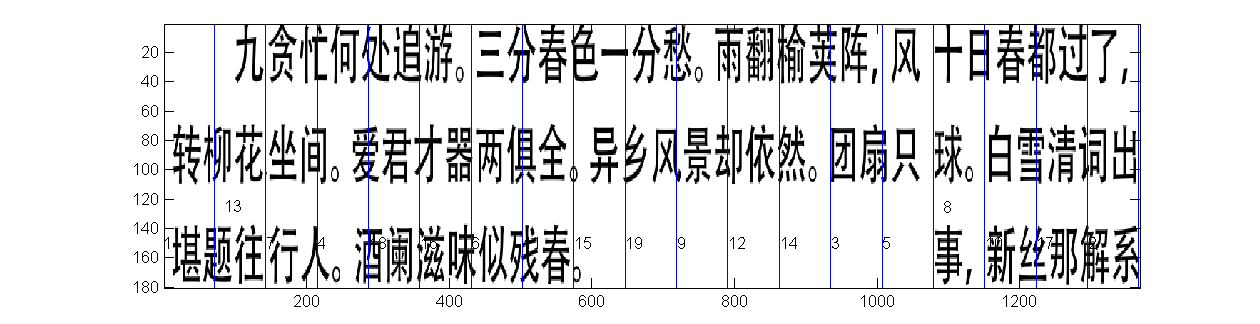 20 九贪忙何处追游。三分春色一分愁。雨翻榆荚阵,风 十日春都过了,
40
60
80 转柳花坐间。爱君才器两俱全。异乡风景却依然。团扇只 球。白雪清词出
100
120
13 8
140
4 15 19 9 12 14 3 5
160 堪题往行人。酒阑滋味似残春。 事,新丝那解系
180
200 400 600 800 1000 1200